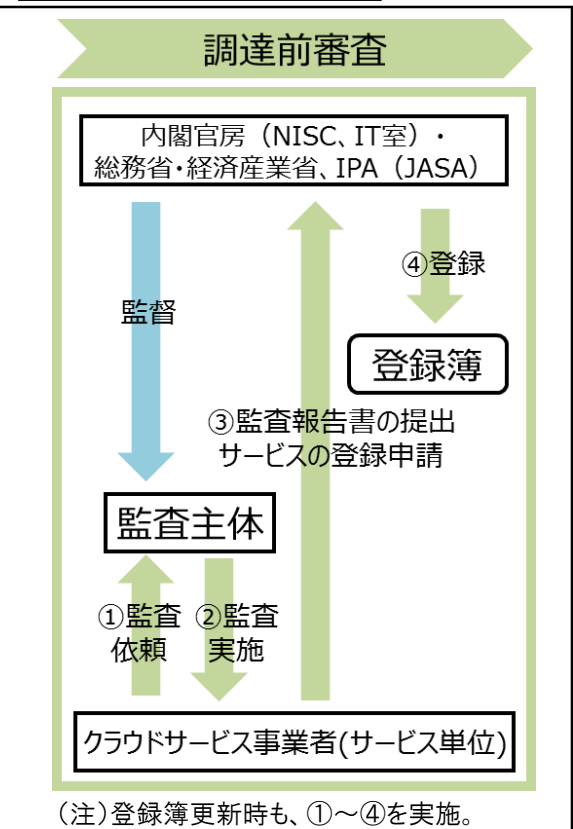 調達前審査
内閣官房（NISC、IT室）・
総務省・経済産業省、IPA（JASA）
④登録
監督
登録簿
③監査報告書の提出
サービスの登録申請
監査主体
①監査
依頼
②監査
実施
クラウドサービス事業者(サービス単位)
（注）登録簿更新時も、①～④を実施。